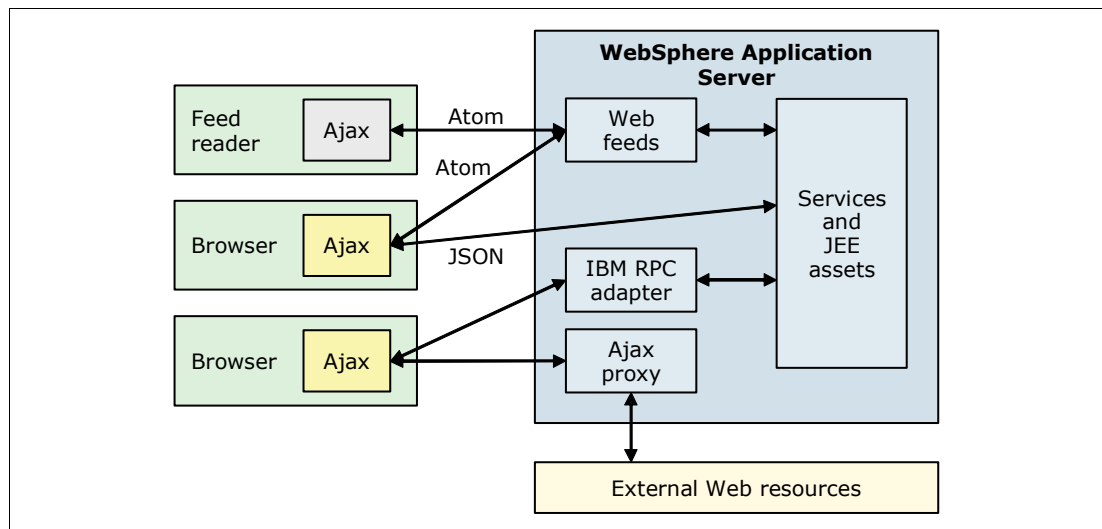 WebSphere Application
Server
Feed
reader
Ajax
Atom
Web
feeds
Atom
Services
and
JEE
assets
Browser
Ajax
JSON
IBM RPC
adapter
Browser
Ajax
Ajax
proxy
External Web resources